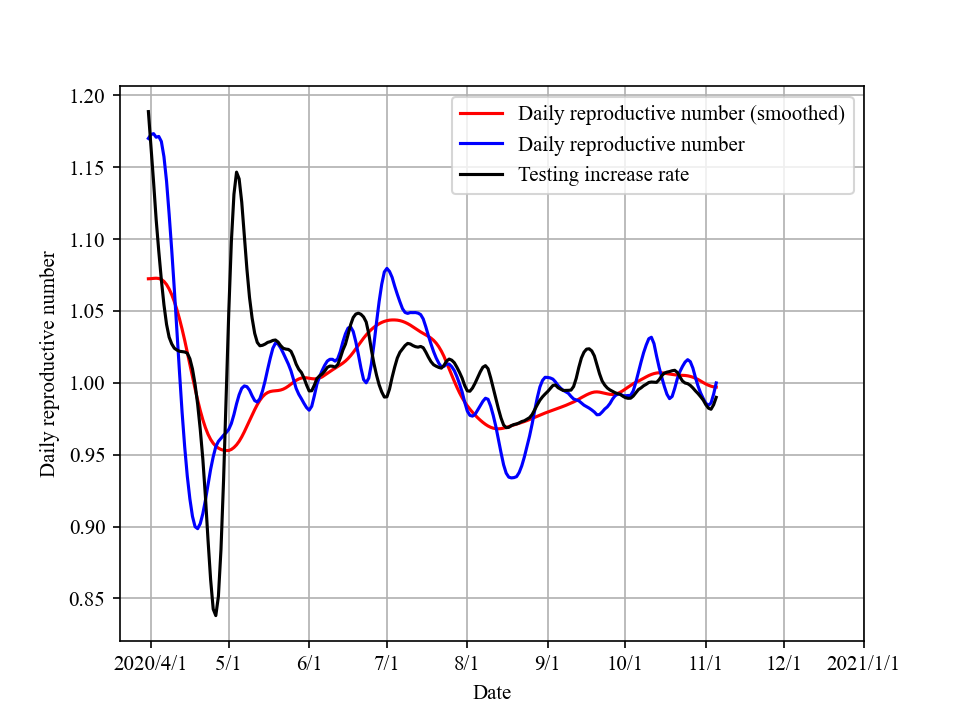 1.20
1.15
1.10
1.05
1.00
0.95
0.90
0.85
Daily reproductive number
Daily reproductive number (smoothed)
Daily reproductive number
Testing increase rate
2020/4/1 5/1 6/1 7/1 8/1 9/1 10/1 11/1 12/1 2021/1/1
Date